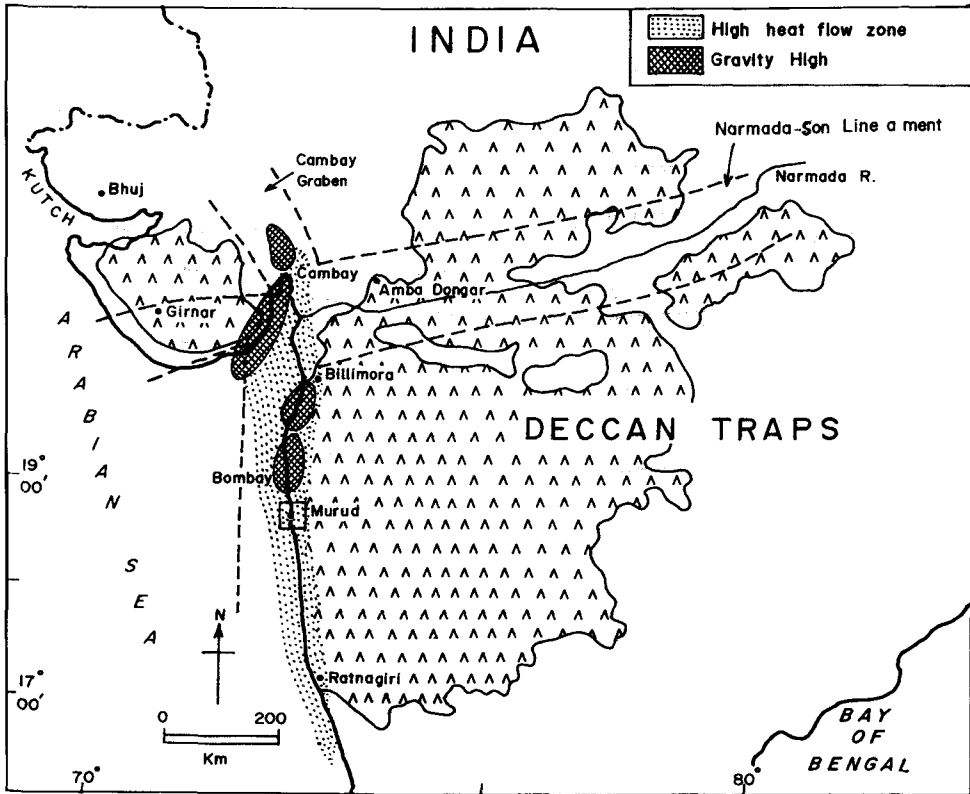 INDIA
High heat flow zone
Gravity High
Narmada-Son Line a ment
Narmada R.
Cambay
Graben
KUTCH
Bhuj
Cambay
Amba Dongar
Girnar
Billimora
DECCAN TRAPS
ARABIAN SEA
19°
00'
Bombay
Murud
N
17°
00'
Ratnagiri
0 200
Km
BAY
OF
BENGAL
70° 80°